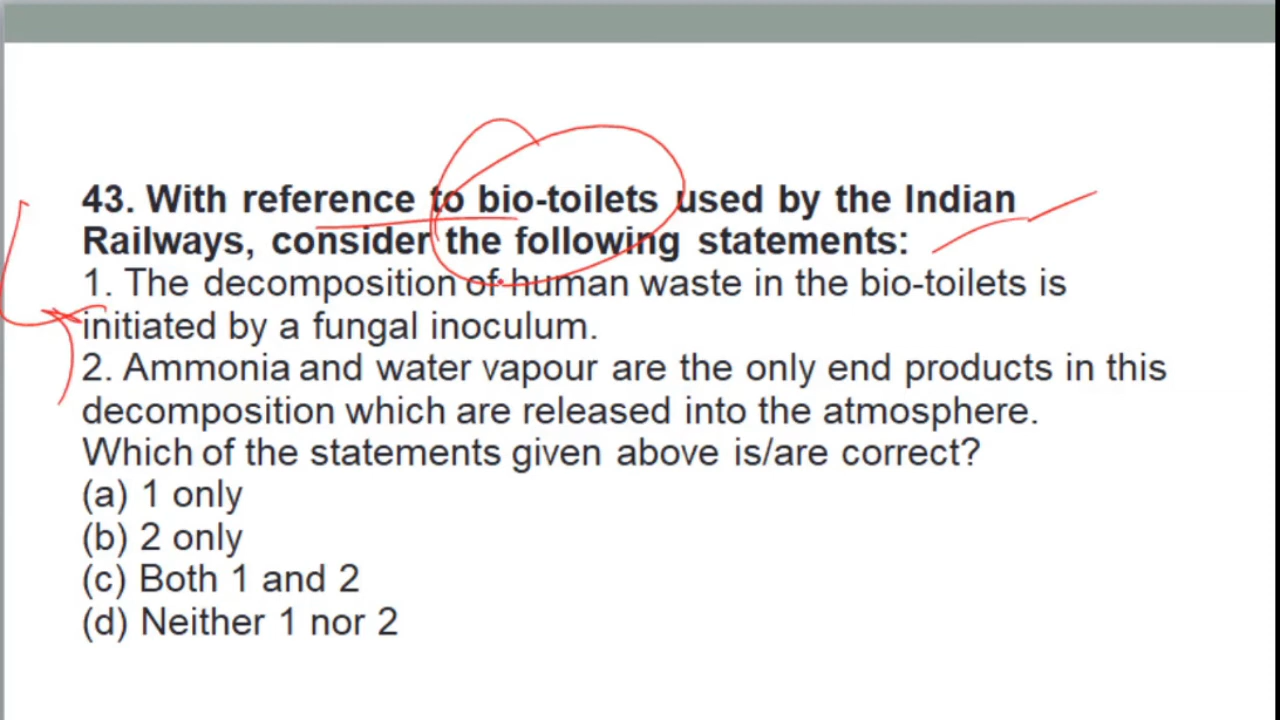 43. With reference to bio-toilets used by the Indian
Railways, consider the following statements:
1. The decomposition of human waste in the bio-toilets is
initiated by a fungal inoculum.
2. Ammonia and water vapour are the only end products in this
decomposition which are released into the atmosphere.
Which of the statements given above is/are correct?
(a) 1 only
(b) 2 only
(c) Both 1 and 2
(d) Neither 1 nor 2